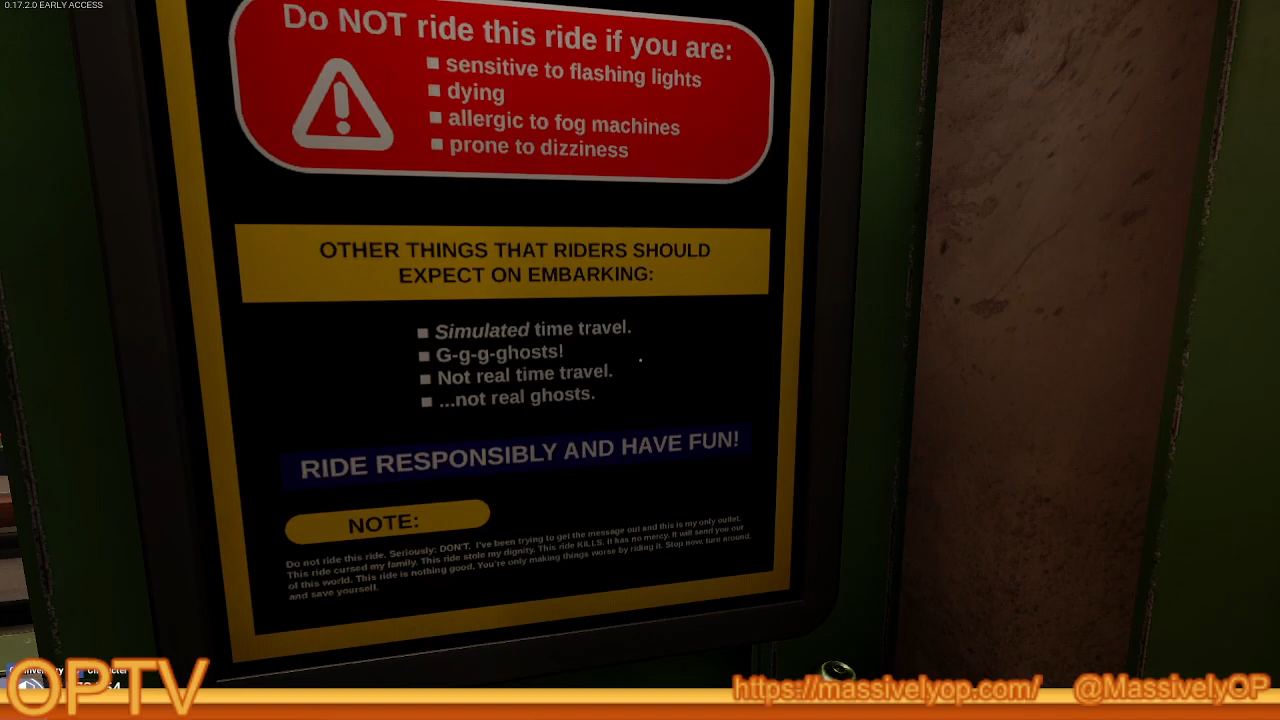 0.17.2.0 EARLY ACCESS
Do NOT ride this ride if you are:
■ sensitive to flashing lights
■ dying
■ allergic to fog machines
■ prone to dizziness
OTHER THINGS THAT RIDERS SHOULD
EXPECT ON EMBARKING:
■ Simulated time travel.
■ G-g-g-ghosts!
■ Not real time travel.
■ ...not real ghosts.
RIDE RESPONSIBLY AND HAVE FUN!
NOTE:
Do not ride this ride. Seriously: DON'T. I've been trying to get the message out and this is my only outlet.
This ride cursed my family. This ride stole my dignity. This ride KILLS. It has no mercy. It will send you our
of this world. This ride is nothing good. You're only making things worse by riding it. Stop now, turn around,
and save yourself.
OPTV
https://massivelyop.com/ @MassivelyOP